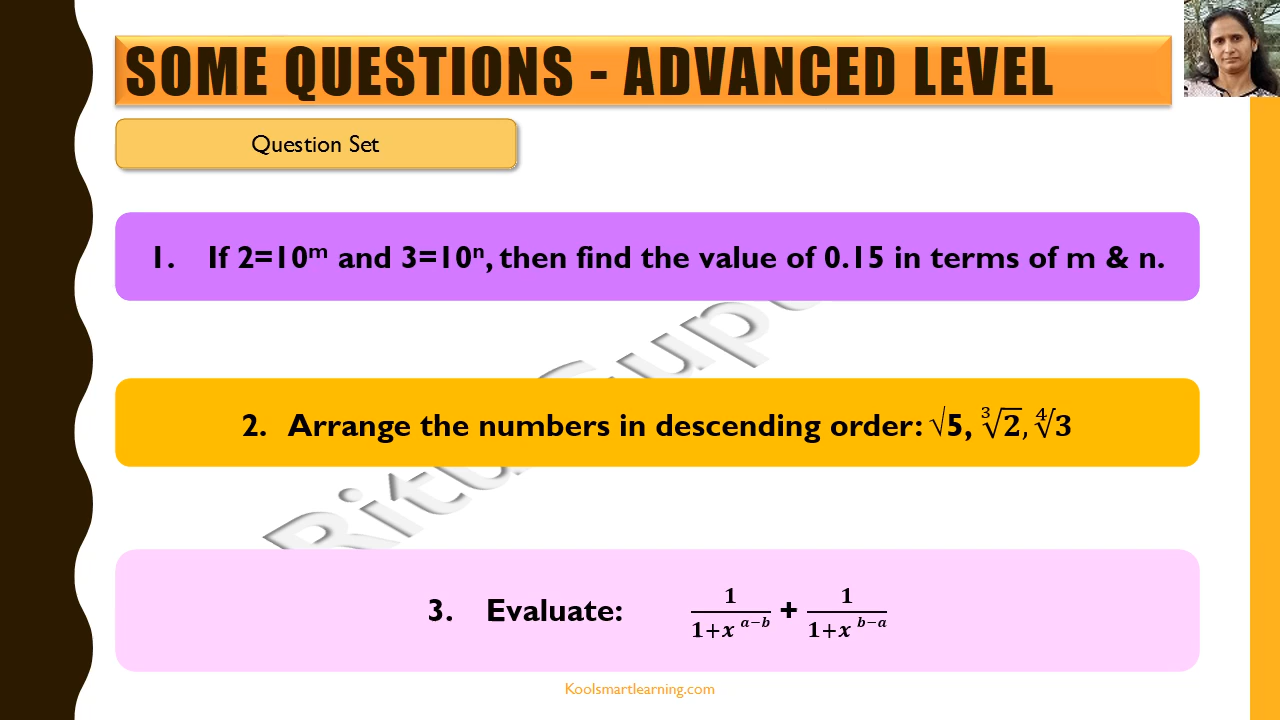 SOME QUESTIONS - ADVANCED LEVEL
Question Set
1. If 2=10ᵐ and 3=10ⁿ, then find the value of 0.15 in terms of m & n.
2. Arrange the numbers in descending order: √5, ∛2, ∜3
3. Evaluate: 1/(1+x^(a−b)) + 1/(1+x^(b−a))
Koolsmartlearning.com